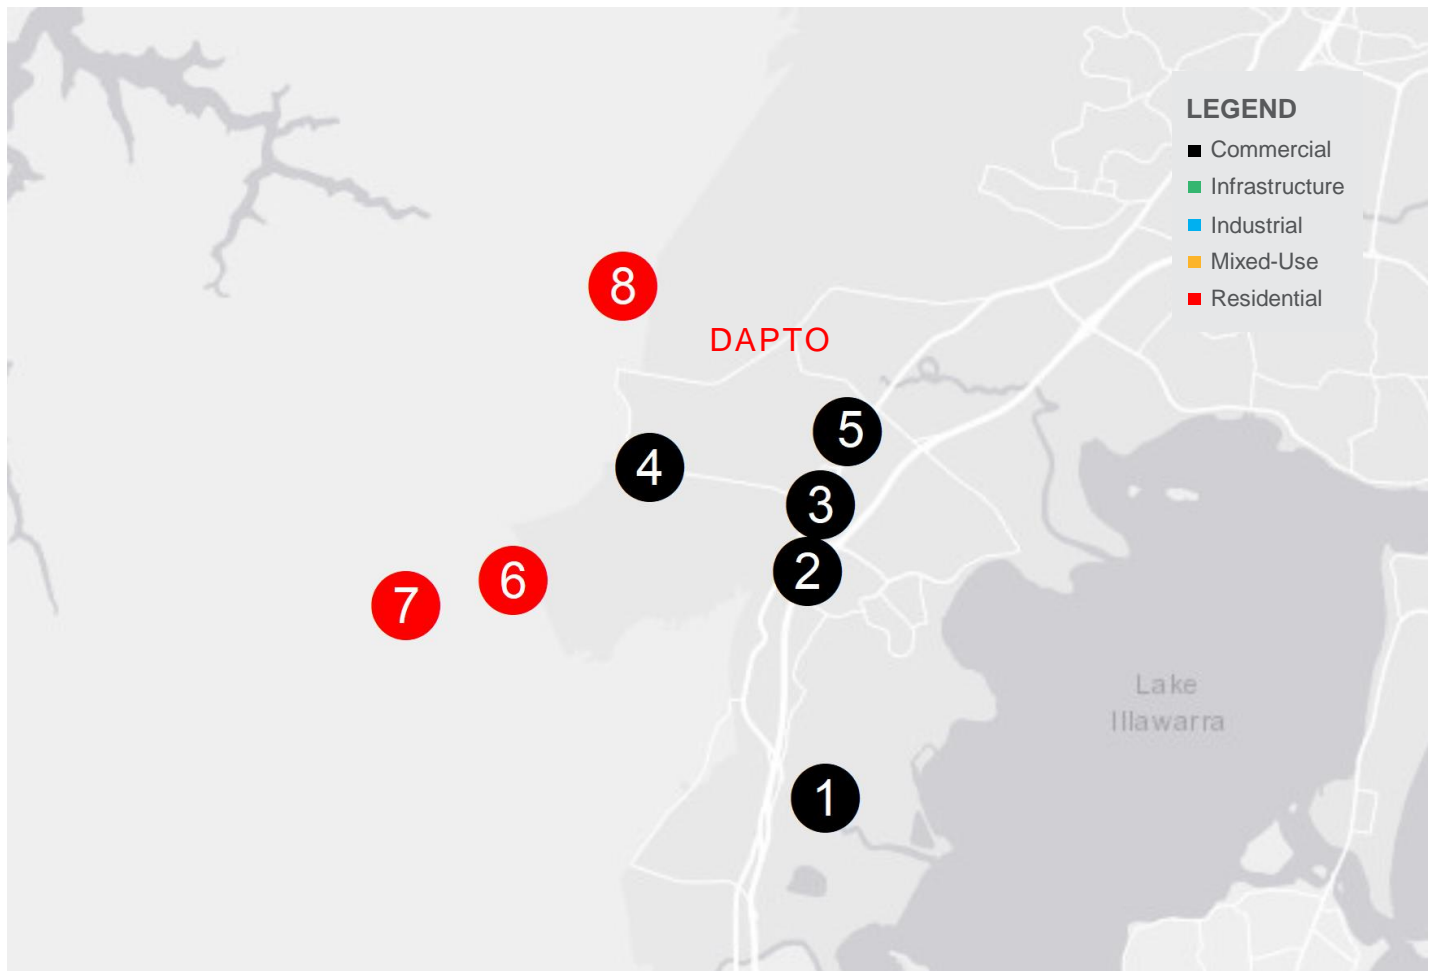 LEGEND
Commercial
Infrastructure
Industrial
Mixed-Use
Residential
8
DAPTO
5
4
3
2
6
7
Lake
Illawarra
1